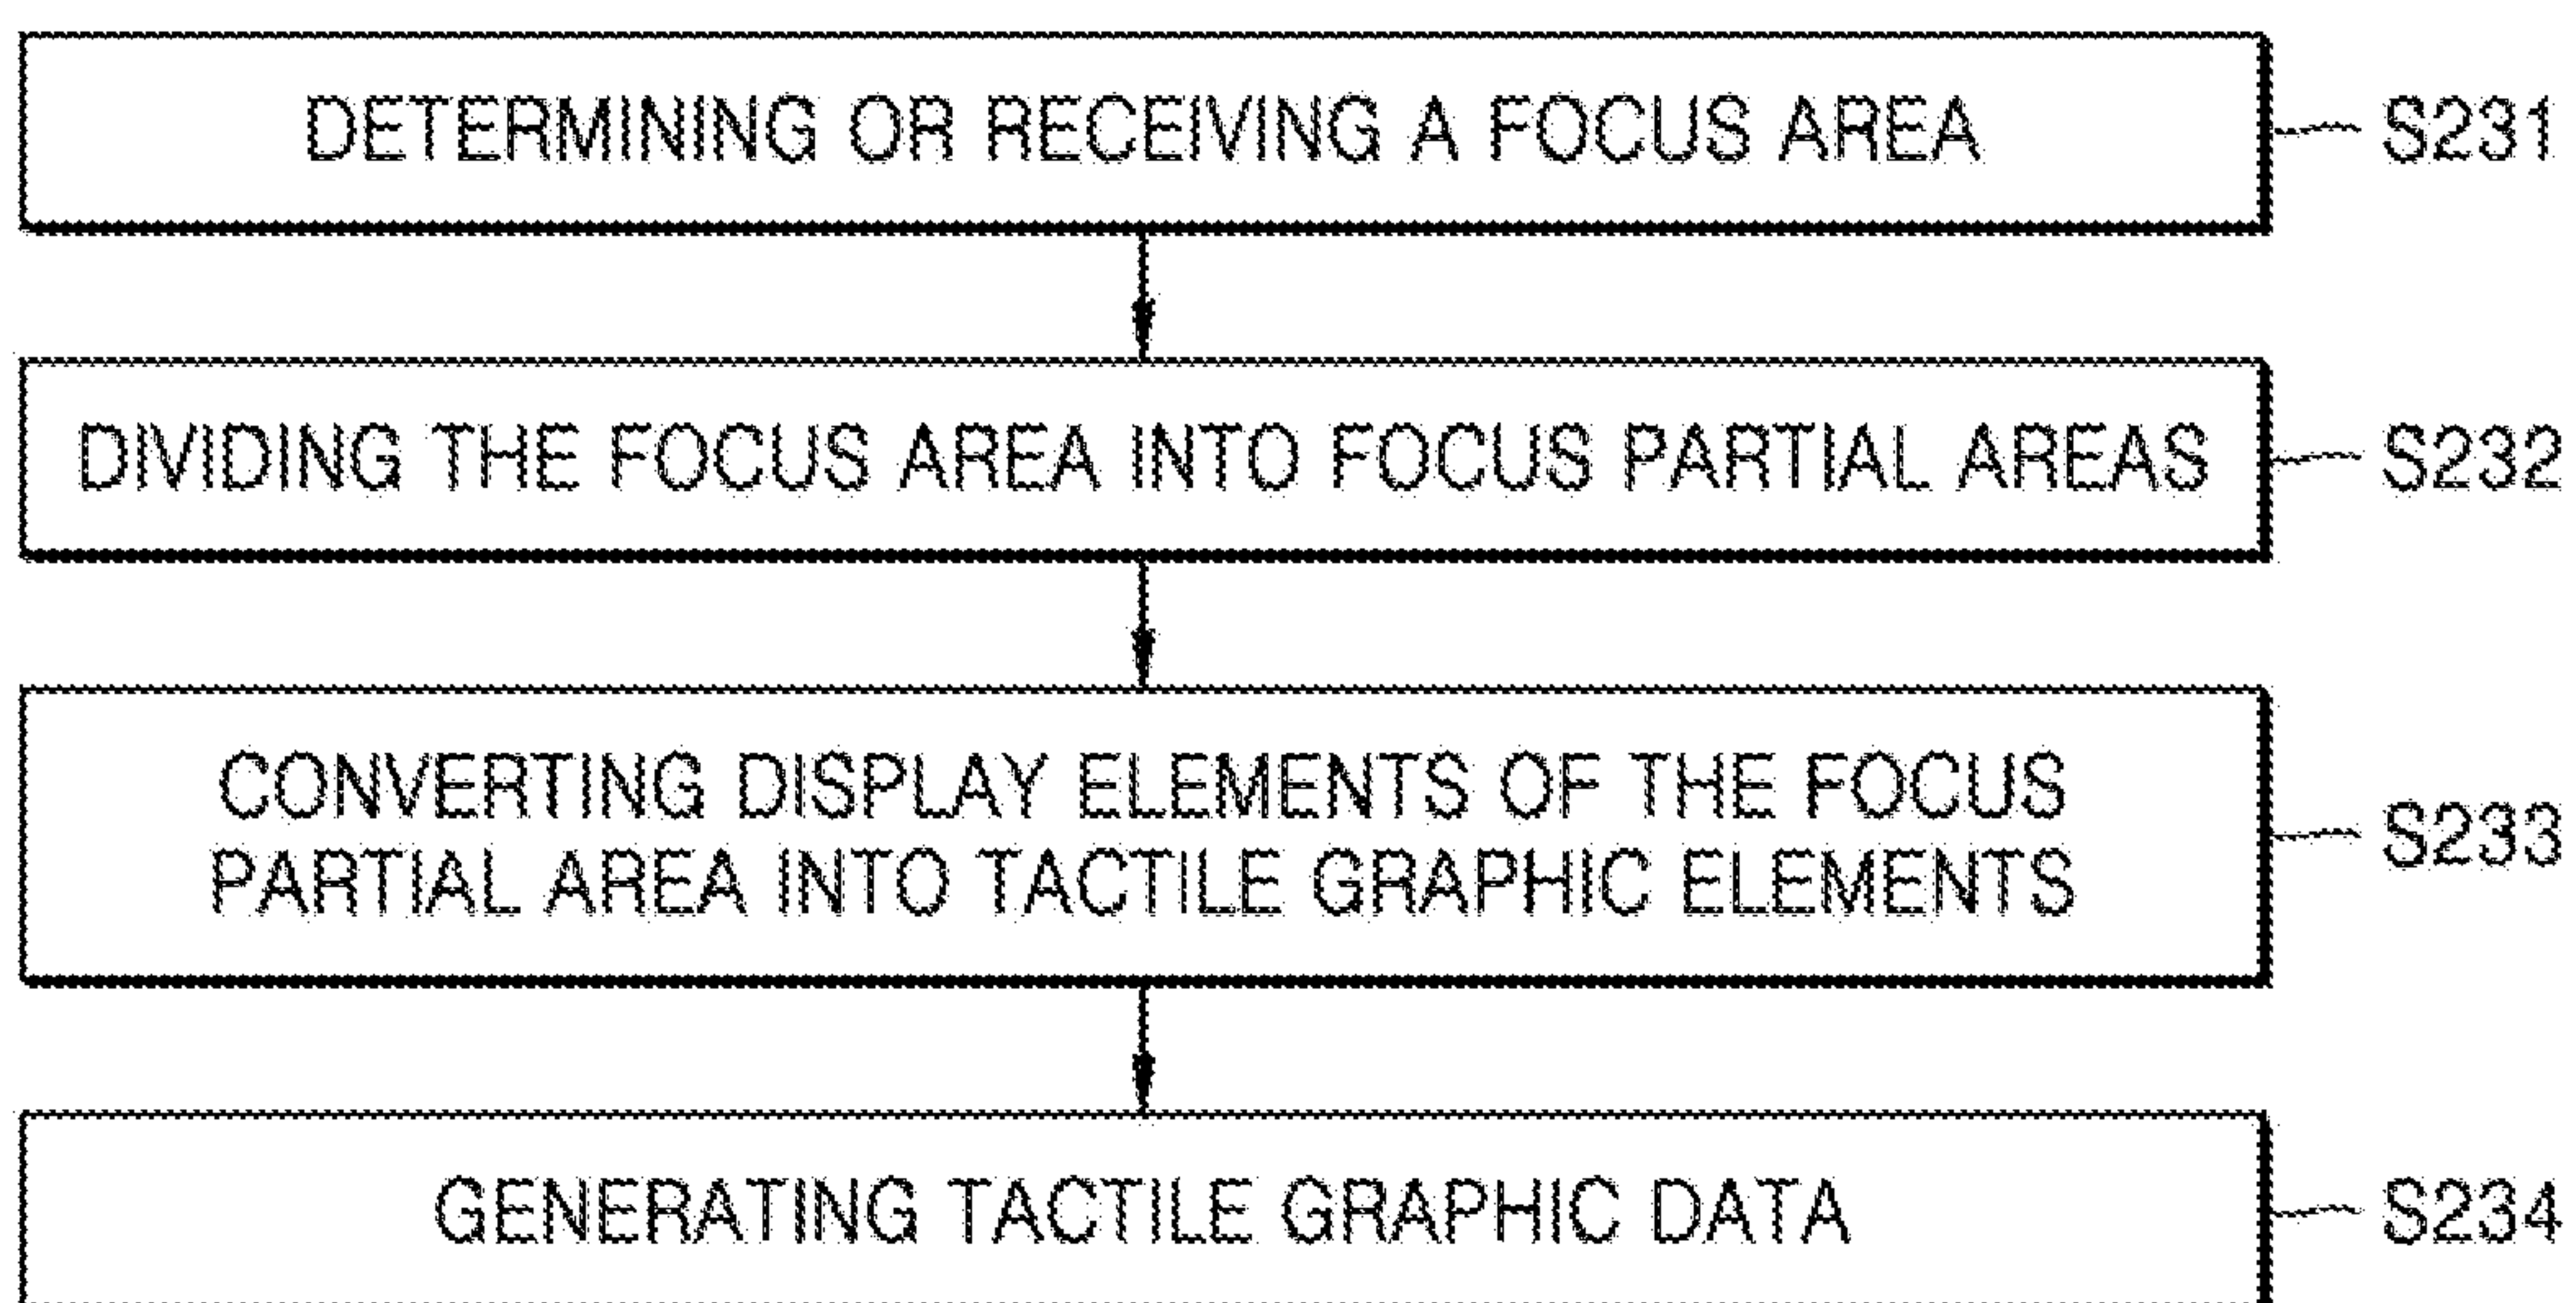 DETERMINING OR RECEIVING A FOCUS AREA
S231
DIVIDING THE FOCUS AREA INTO FOCUS PARTIAL AREAS
S232
CONVERTING DISPLAY ELEMENTS OF THE FOCUS
PARTIAL AREA INTO TACTILE GRAPHIC ELEMENTS
S233
GENERATING TACTILE GRAPHIC DATA
S234